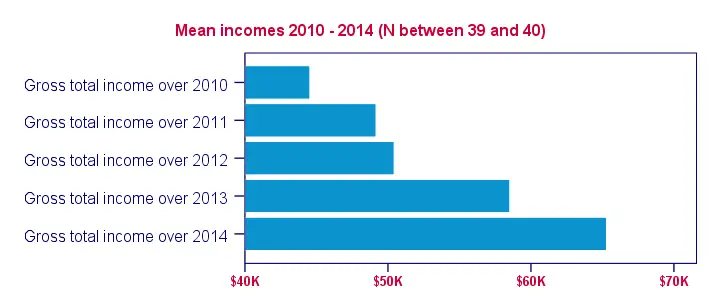 Mean incomes 2010 - 2014 (N between 39 and 40)
Gross total income over 2010
Gross total income over 2011
Gross total income over 2012
Gross total income over 2013
Gross total income over 2014
$40K $50K $60K $70K